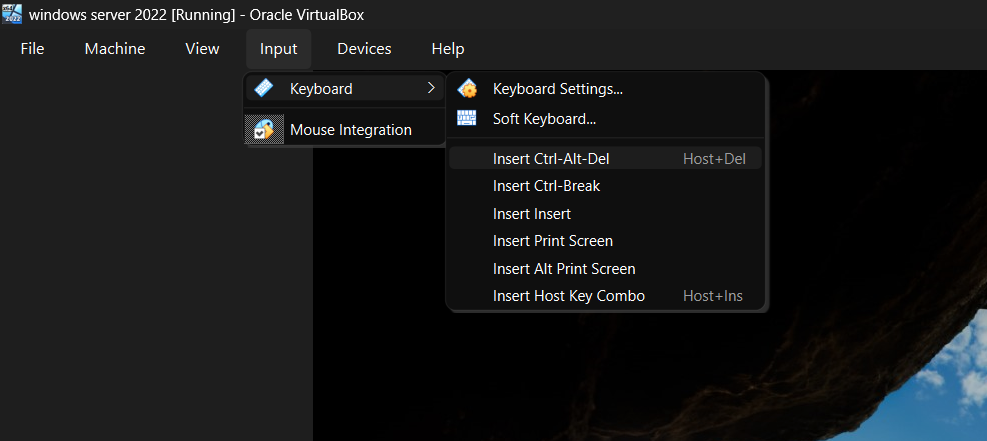 windows server 2022 [Running] - Oracle VirtualBox
File Machine View Input Devices Help
Keyboard
Mouse Integration
Keyboard Settings...
Soft Keyboard...
Insert Ctrl-Alt-Del Host+Del
Insert Ctrl-Break
Insert Insert
Insert Print Screen
Insert Alt Print Screen
Insert Host Key Combo Host+Ins